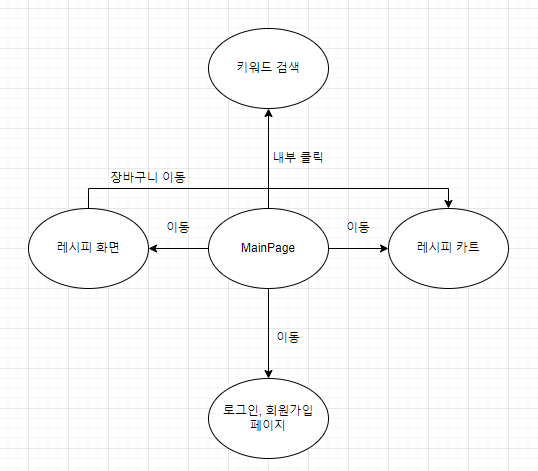 키워드 검색
내부 클릭
장바구니 이동
이동
이동
레시피 화면
MainPage
레시피 카트
이동
로그인, 회원가입
페이지